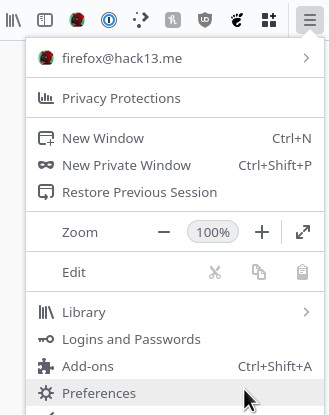 firefox@hack13.me
Privacy Protections
New Window Ctrl+N
New Private Window Ctrl+Shift+P
Restore Previous Session
Zoom 100%
Edit
Library
Logins and Passwords
Add-ons Ctrl+Shift+A
Preferences